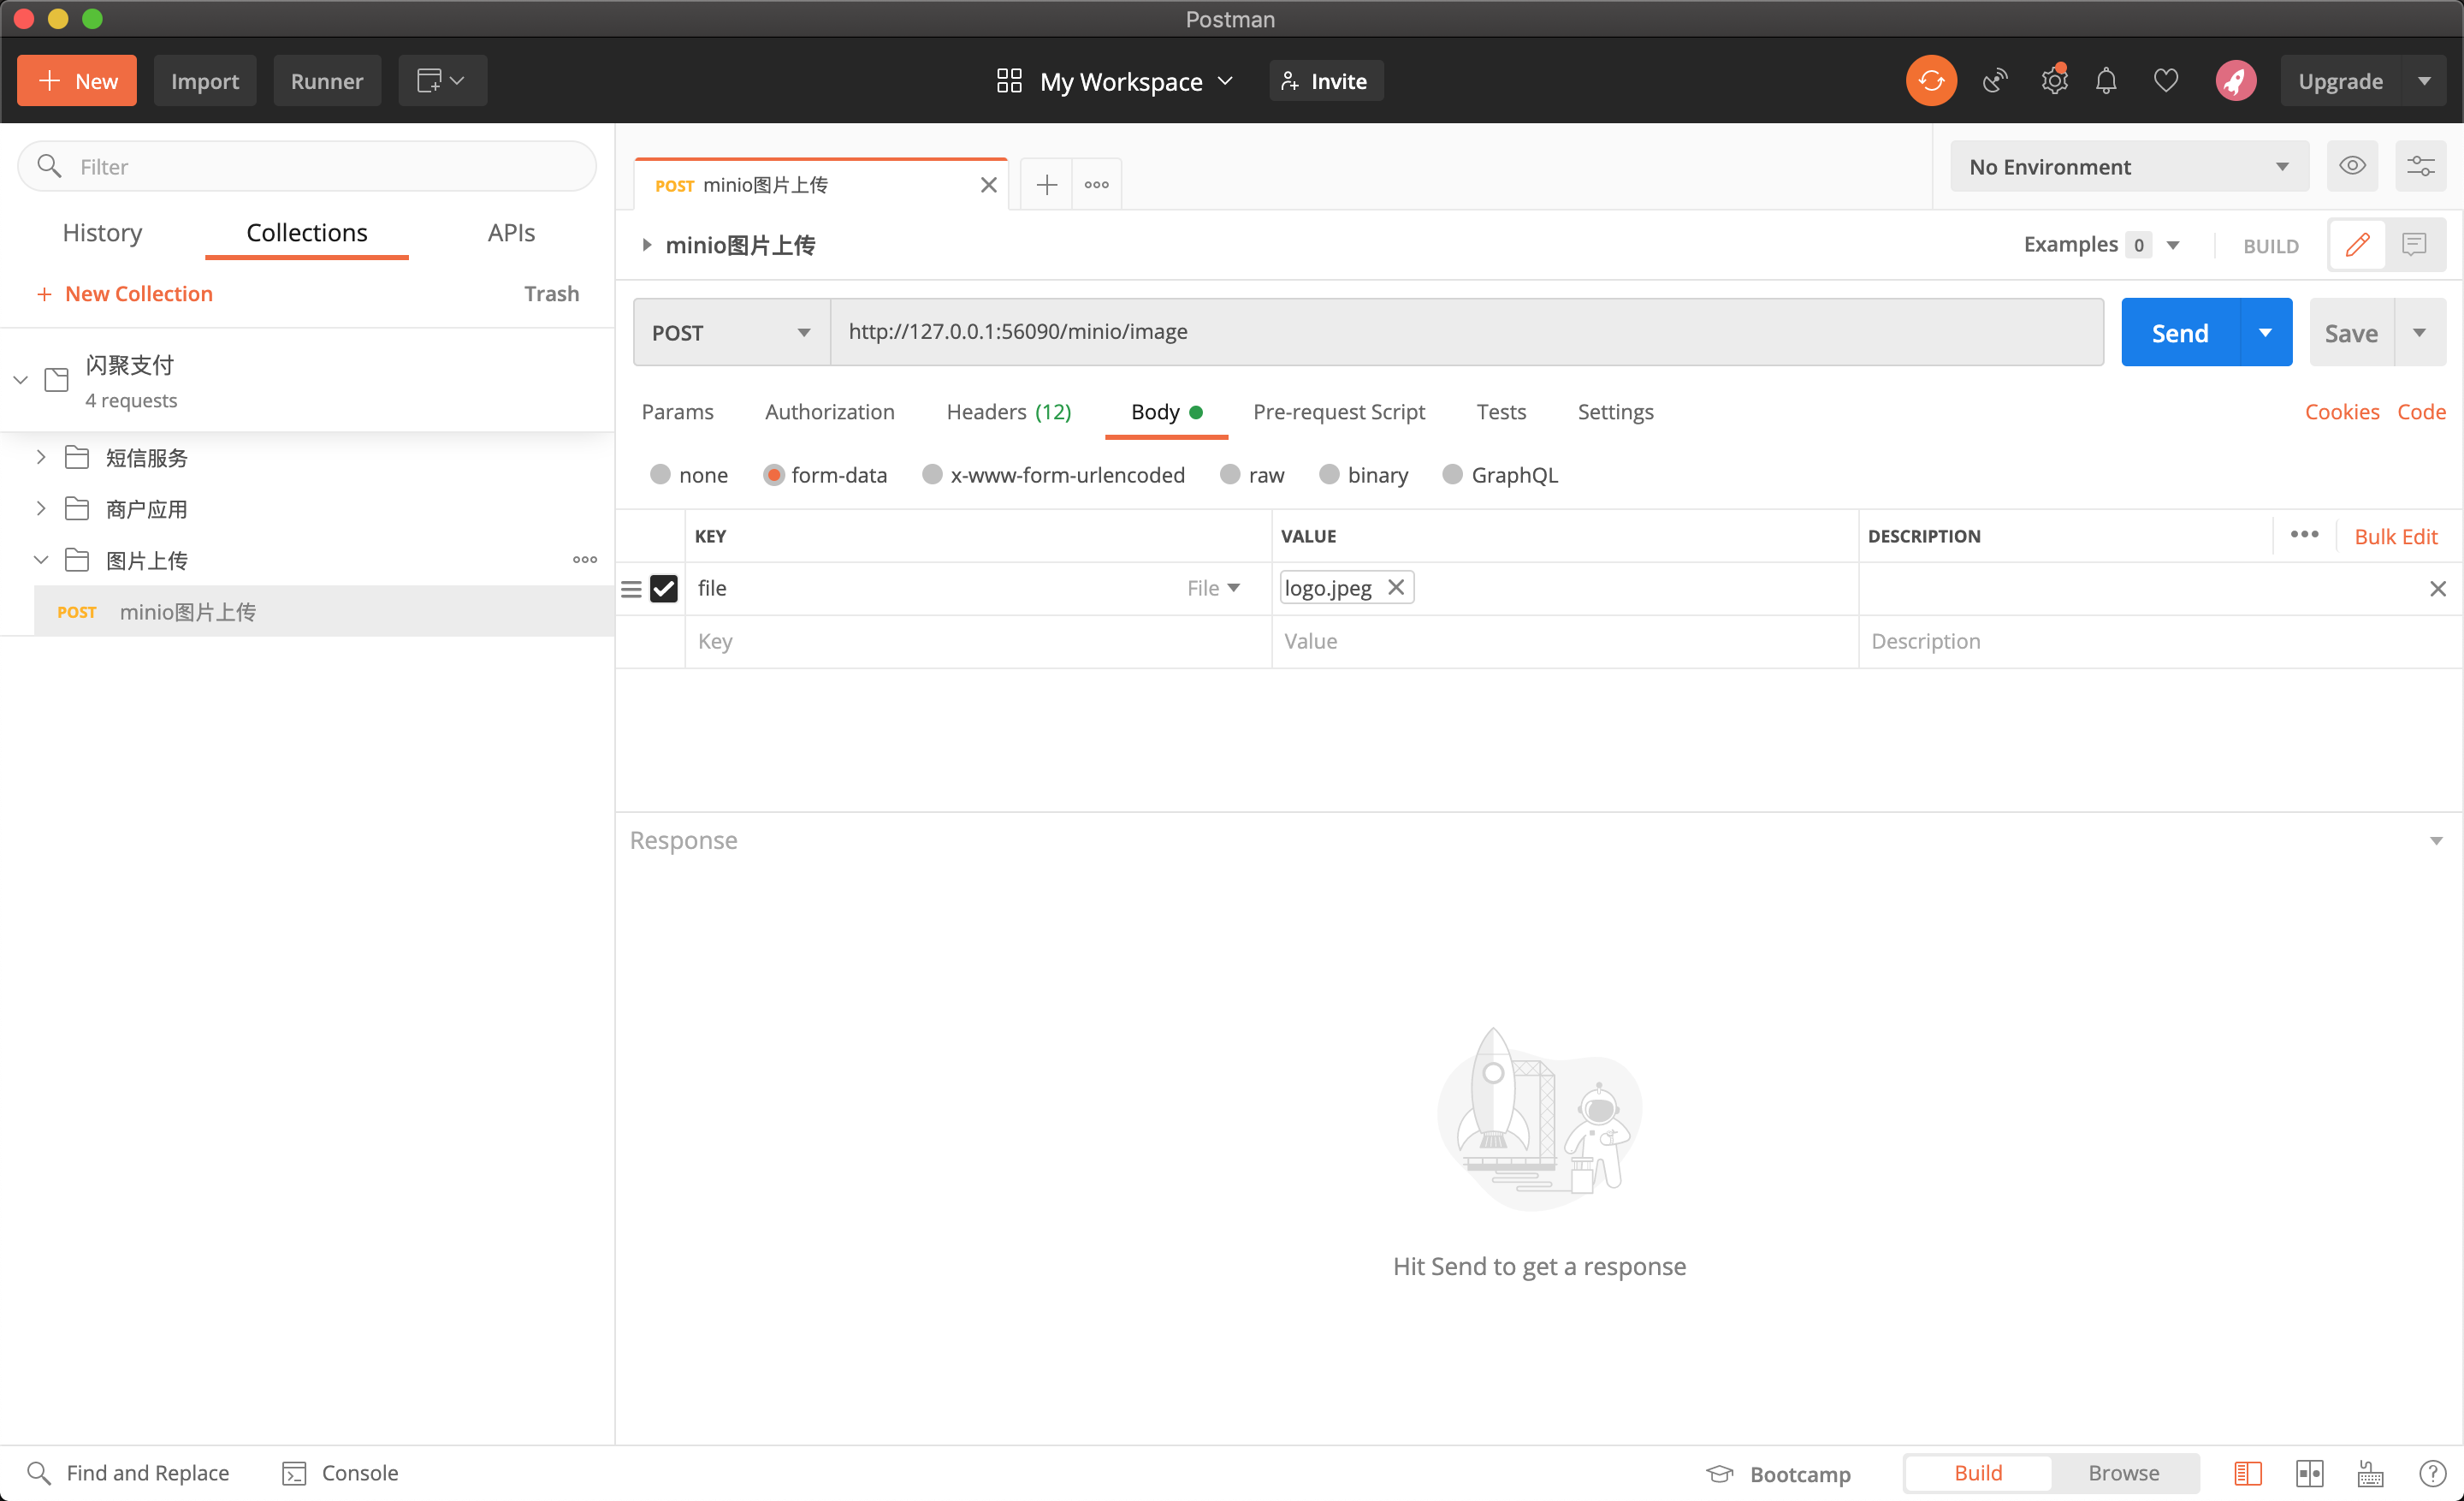 Postman
New
Import
Runner
My Workspace
Invite
Upgrade
Filter
History
Collections
APIs
New Collection
Trash
闪聚支付
4 requests
短信服务
商户应用
图片上传
POST minio图片上传
POST minio图片上传
No Environment
minio图片上传
Examples 0
BUILD
POST
http://127.0.0.1:56090/minio/image
Send
Save
Params
Authorization
Headers (12)
Body
Pre-request Script
Tests
Settings
Cookies
Code
none
form-data
x-www-form-urlencoded
raw
binary
GraphQL
KEY
VALUE
DESCRIPTION
Bulk Edit
file
File
logo.jpeg
Key
Value
Description
Response
Hit Send to get a response
Find and Replace
Console
Bootcamp
Build
Browse